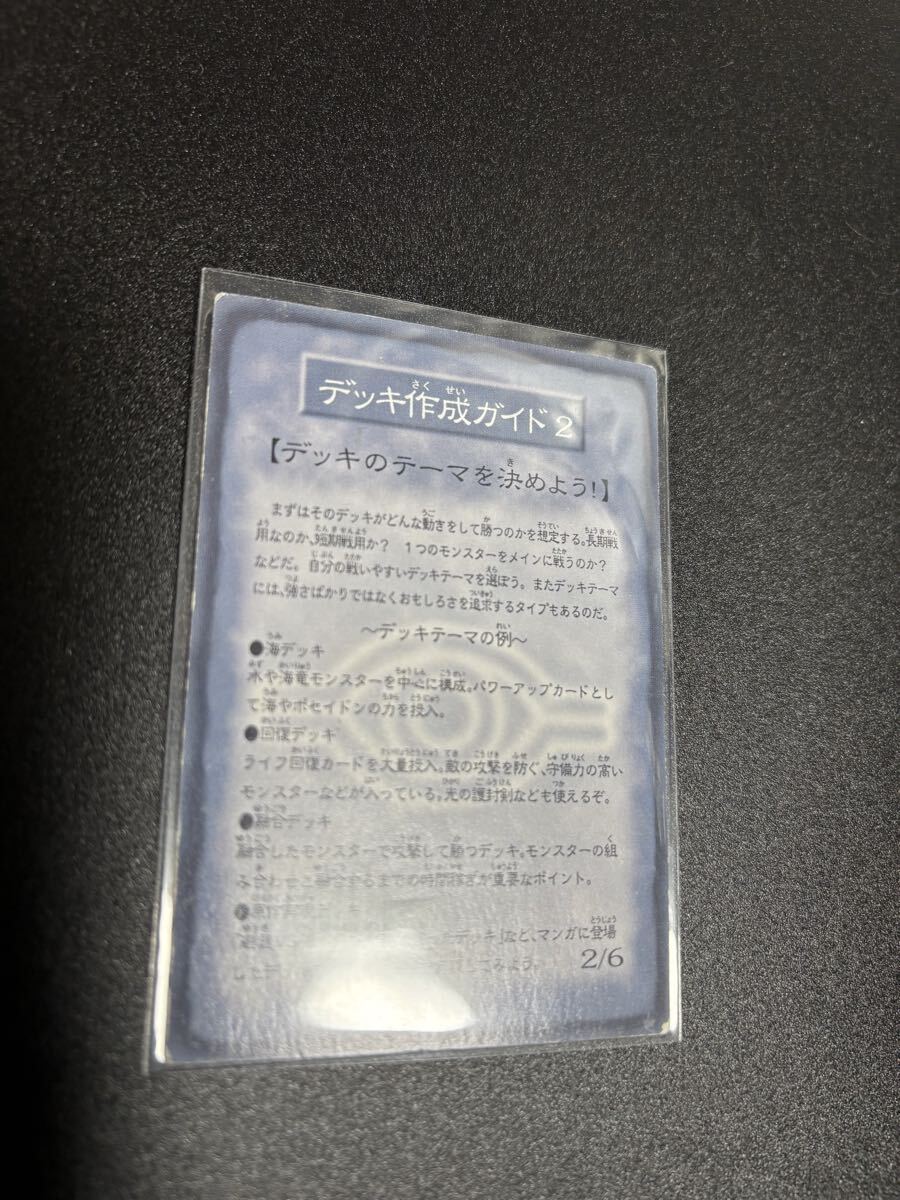 デッキ作成ガイド2
【デッキのテーマを決めよう!】
まずはそのデッキがどんな動きをして勝つのかを想定する。長期戦
用なのか、短期戦用か? 1つのモンスターをメインに戦うのか?
などだ。自分の戦いやすいデッキテーマを選ぼう。またデッキテーマ
には、強さばかりではなくおもしろさを追求するタイプもあるのだ。
〜デッキテーマの例〜
●海デッキ
水や海竜モンスターを中心に構成。パワーアップカードとし
て海やポセイドンの力を投入。
●回復デッキ
ライフ回復カードを大量投入。敵の攻撃を防ぐ、守備力の高い
モンスターなどが入っている。光の護封剣なども使えるぞ。
●融合デッキ
融合したモンスターで攻撃して勝つデッキ。モンスターの組
み合わせと融合するまでの時間稼ぎが重要なポイント。
デッキ」など、マンガに登場
したデ してみよう。
2/6